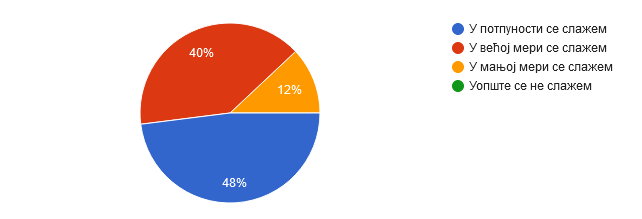 40%
12%
48%
У потпуности се слажем
У већој мери се слажем
У мањој мери се слажем
Уопште се не слажем